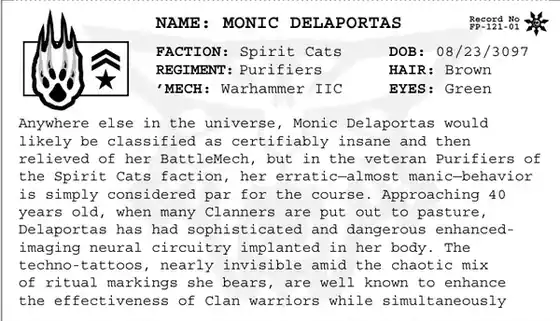 NAME: MONIC DELAPORTAS
Record No
FP-121-01
FACTION: Spirit Cats DOB: 08/23/3097
REGIMENT: Purifiers HAIR: Brown
’MECH: Warhammer IIC EYES: Green
Anywhere else in the universe, Monic Delaportas would
likely be classified as certifiably insane and then
relieved of her BattleMech, but in the veteran Purifiers of
the Spirit Cats faction, her erratic—almost manic—behavior
is simply considered par for the course. Approaching 40
years old, when many Clanners are put out to pasture,
Delaportas has had sophisticated and dangerous enhanced-
imaging neural circuitry implanted in her body. The
techno-tattoos, nearly invisible amid the chaotic mix
of ritual markings she bears, are well known to enhance
the effectiveness of Clan warriors while simultaneously